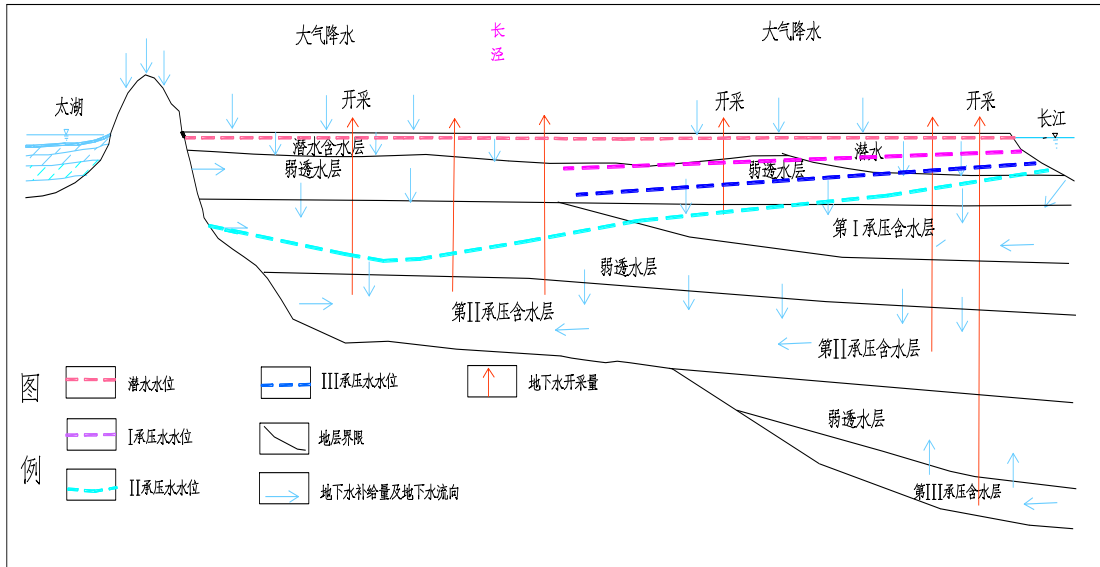 大气降水
长泾
大气降水
太湖
开采
开采
开采
长江
潜水含水层
潜水
弱透水层
弱透水层
第I承压含水层
弱透水层
第II承压含水层
第II承压含水层
弱透水层
第III承压含水层
图例
潜水水位
III承压水水位
地下水开采量
I承压水水位
地层界限
II承压水水位
地下水补给量及地下水流向